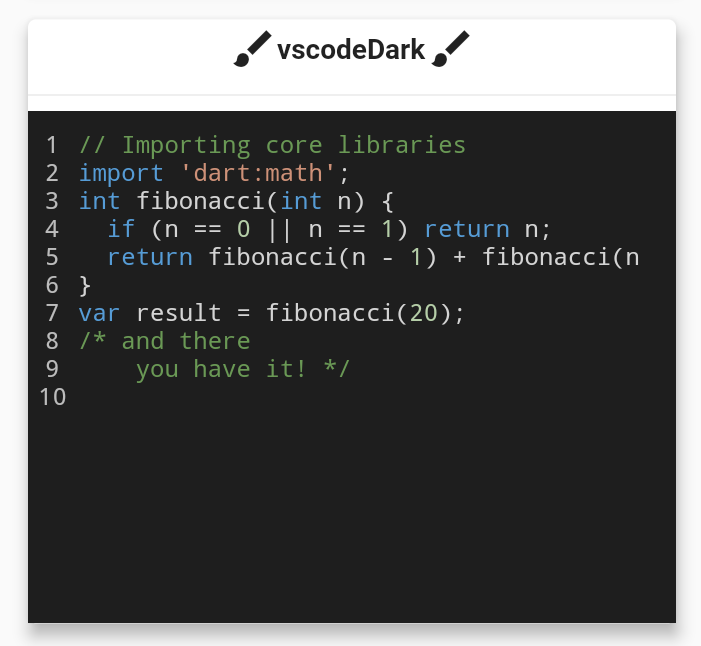 vscodeDark
1 // Importing core libraries
2 import 'dart:math';
3 int fibonacci(int n) {
4   if (n == 0 || n == 1) return n;
5   return fibonacci(n - 1) + fibonacci(n
6 }
7 var result = fibonacci(20);
8 /* and there
9     you have it! */
10